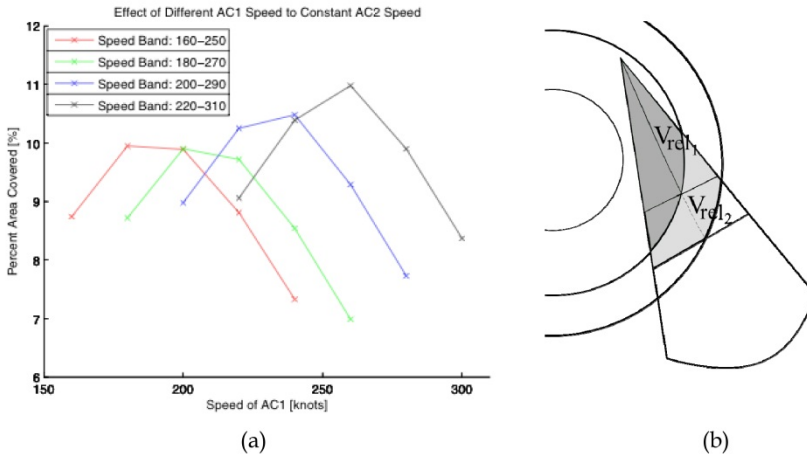 Effect of Different AC1 Speed to Constant AC2 Speed
12
11
10
9
8
7
6
Percent Area Covered [%]
Speed Band: 160-250
Speed Band: 180-270
Speed Band: 200-290
Speed Band: 220-310
150
200
250
300
Speed of AC1 [knots]
(a)
Vrel1
Vrel2
(b)